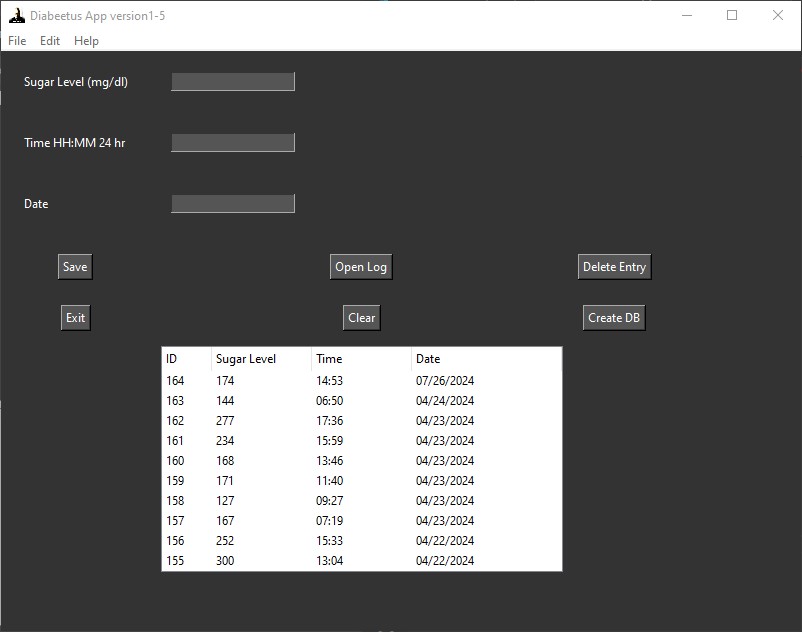 Diabeetus App version1-5
File Edit Help
Sugar Level (mg/dl)
Time HH:MM 24 hr
Date
Save Open Log Delete Entry
Exit Clear Create DB
ID Sugar Level Time Date
164 174 14:53 07/26/2024
163 144 06:50 04/24/2024
162 277 17:36 04/23/2024
161 234 15:59 04/23/2024
160 168 13:46 04/23/2024
159 171 11:40 04/23/2024
158 127 09:27 04/23/2024
157 167 07:19 04/23/2024
156 252 15:33 04/22/2024
155 300 13:04 04/22/2024